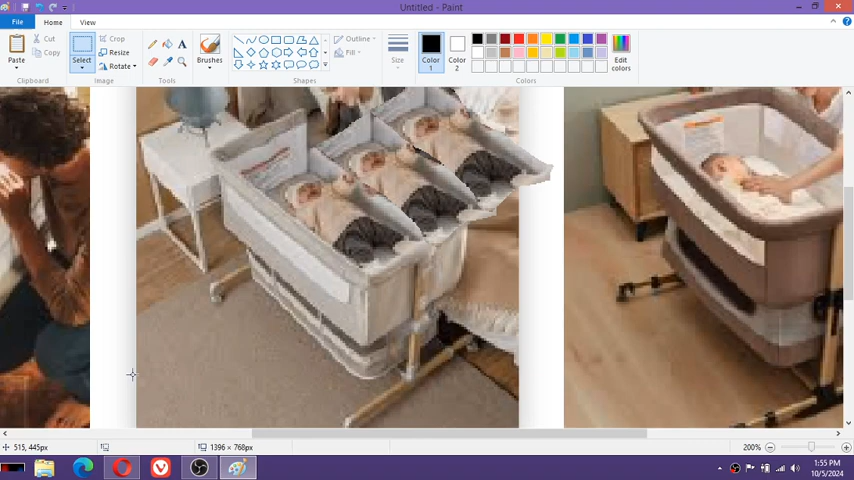 Untitled - Paint
File
Home
View
Paste
Cut
Copy
Clipboard
Select
Crop
Resize
Rotate
Image
Tools
Brushes
Outline
Fill
Shapes
Size
Color 1
Color 2
Edit colors
Colors
515, 445px
1396 × 768px
200%
1:55 PM
10/5/2024